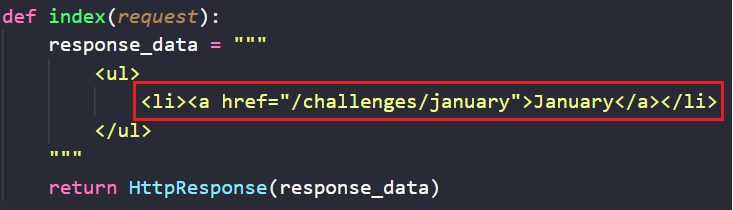 def index(request):
    response_data = """
        <ul>
            <li><a href="/challenges/january">January</a></li>
        </ul>
    """
    return HttpResponse(response_data)